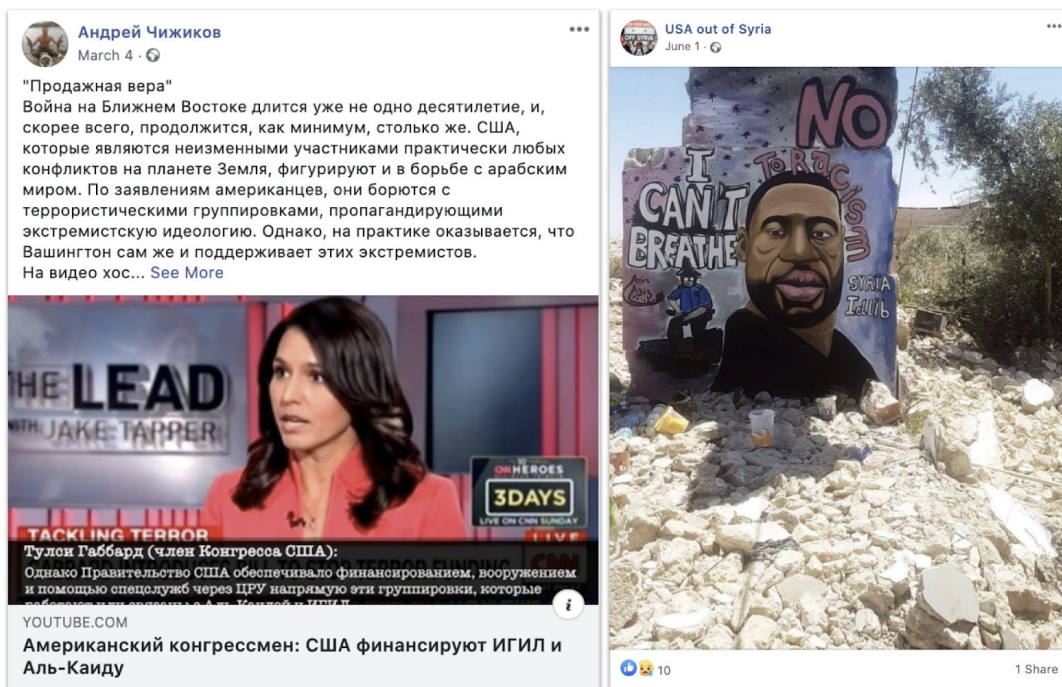 Андрей Чижиков
March 4
"Продажная вера"
Война на Ближнем Востоке длится уже не одно десятилетие, и,
скорее всего, продолжится, как минимум, столько же. США,
которые являются неизменными участниками практически любых
конфликтов на планете Земля, фигурируют и в борьбе с арабским
миром. По заявлениям американцев, они борются с
террористическими группировками, пропагандирующими
экстремистскую идеологию. Однако, на практике оказывается, что
Вашингтон сам же и поддерживает этих экстремистов.
На видео хос... See More
THE LEAD
WITH JAKE TAPPER
CNN HEROES
3DAYS
LIVE ON CNN SUNDAY
TACKLING TERROR
LIVE
Тулси Габбард (член Конгресса США):
Однако Правительство США обеспечивало финансированием, вооружением
и помощью спецслужб через ЦРУ напрямую эти группировки, которые
YOUTUBE.COM
Американский конгрессмен: США финансируют ИГИЛ и
Аль-Каиду
USA out of Syria
June 1
OFF SYRIA
NO
TO RACISM
I
CAN'T
BREATHE
SYRIA
Idlib
10
1 Share